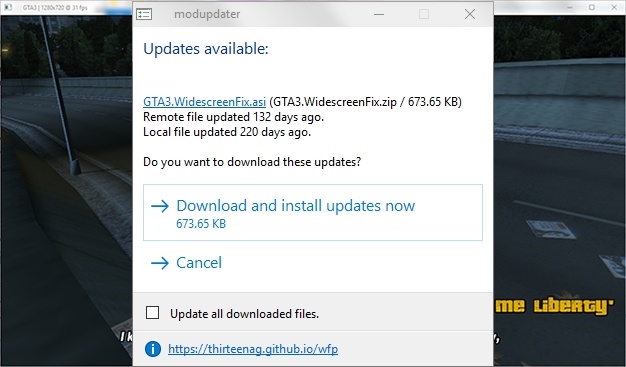 GTA3 | 1280x720 @ 31 fps
modupdater
Updates available:
GTA3.WidescreenFix.asi (GTA3.WidescreenFix.zip / 673.65 KB)
Remote file updated 132 days ago.
Local file updated 220 days ago.
Do you want to download these updates?
Download and install updates now
673.65 KB
Cancel
Update all downloaded files.
ME LIBERTY"
I k
https://thirteenag.github.io/wfp